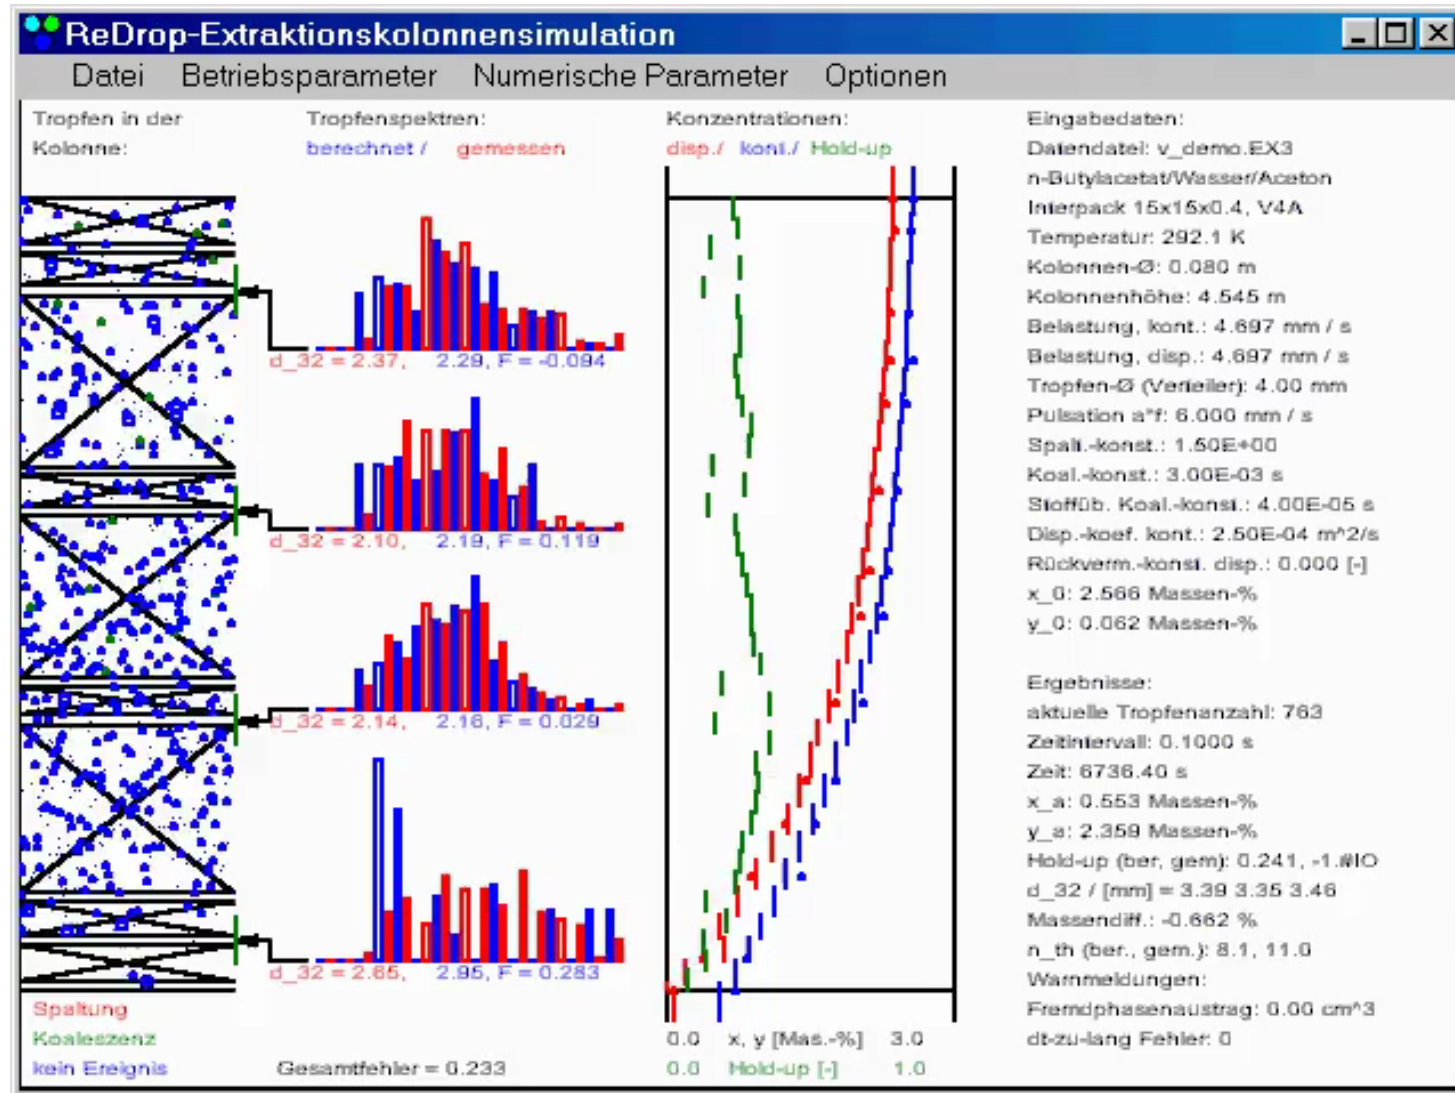 ReDrop-Extraktionskolonnensimulation
Datei Betriebsparameter Numerische Parameter Optionen
Tropfen in der
Kolonne:
Tropfenspektren:
berechnet / gemessen
d_32 = 2.37, 2.29, F = -0.094
d_32 = 2.10, 2.19, F = 0.119
d_32 = 2.14, 2.16, F = 0.029
d_32 = 2.65, 2.95, F = 0.283
Spaltung
Koaleszenz
kein Ereignis
Gesamtfehler = 0.233
Konzentrationen:
disp./ kont./ Hold-up
0.0 x, y [Mas.-%] 3.0
0.0 Hold-up [-] 1.0
Eingabedaten:
Datendatei: v_demo.EX3
n-Butylacetat/Wasser/Aceton
Interpack 15x15x0.4, V4A
Temperatur: 292.1 K
Kolonnen-Ø: 0.080 m
Kolonnenhöhe: 4.545 m
Belastung, kont.: 4.697 mm / s
Belastung, disp.: 4.697 mm / s
Tropfen-Ø (Verteiler): 4.00 mm
Pulsation a*f: 6.000 mm / s
Spalt.-konst.: 1.50E+00
Koal.-konst.: 3.00E-03 s
Stoffüb. Koal.-konst.: 4.00E-05 s
Disp.-koef. kont.: 2.50E-04 m^2/s
Rückverm.-konst. disp.: 0.000 [-]
x_0: 2.566 Massen-%
y_0: 0.062 Massen-%
Ergebnisse:
aktuelle Tropfenanzahl: 763
Zeitintervall: 0.1000 s
Zeit: 6736.40 s
x_a: 0.553 Massen-%
y_a: 2.359 Massen-%
Hold-up (ber, gem): 0.241, -1.#IO
d_32 / [mm] = 3.39 3.35 3.46
Massendiff.: -0.662 %
n_th (ber., gem.): 8.1, 11.0
Warnmeldungen:
Fremdphasenaustrag: 0.00 cm^3
dt-zu-lang Fehler: 0